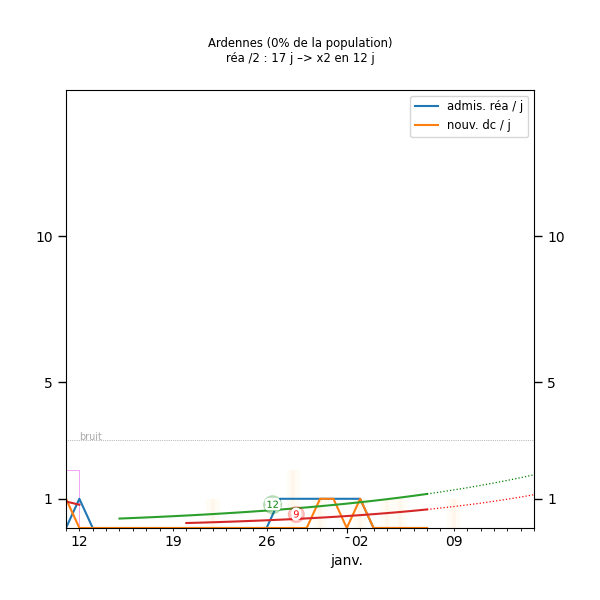 Ardennes (0% de la population)
réa /2 : 17 j –> x2 en 12 j
admis. réa / j
nouv. dc / j
10 10
5 5
bruit
12
9
1 1
12 19 26 02 09
janv.